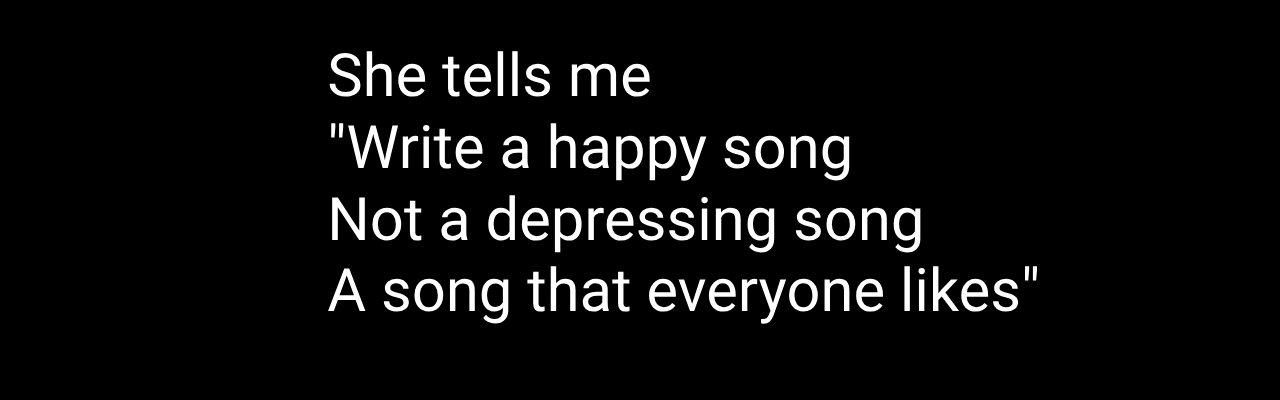 She tells me
"Write a happy song
Not a depressing song
A song that everyone likes"